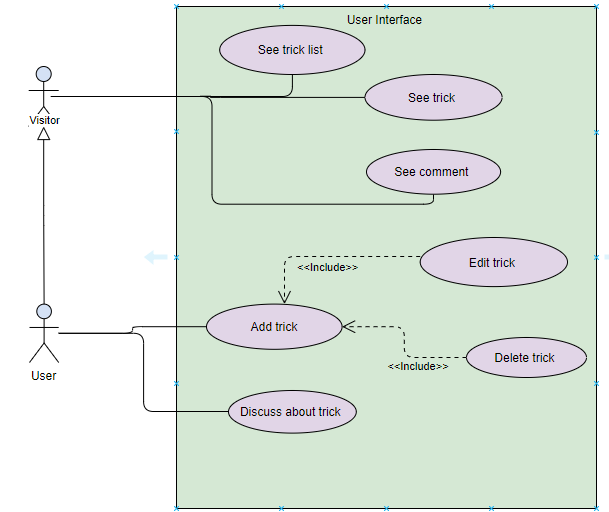 User Interface
See trick list
See trick
Visitor
See comment
Edit trick
<<Include>>
Add trick
Delete trick
<<Include>>
User
Discuss about trick